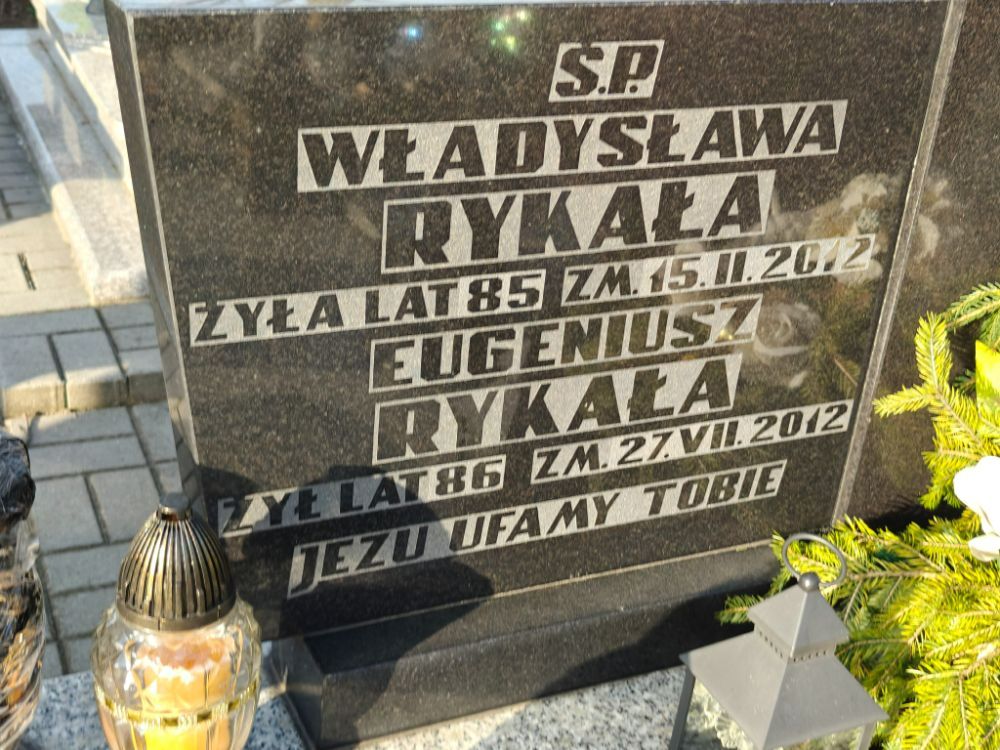 Ś.P.
WŁADYSŁAWA
RYKAŁA
ŻYŁA LAT 85 ZM. 15.II.2012
EUGENIUSZ
RYKAŁA
ŻYŁ LAT 86 ZM. 27.VII.2012
JEZU UFAMY TOBIE